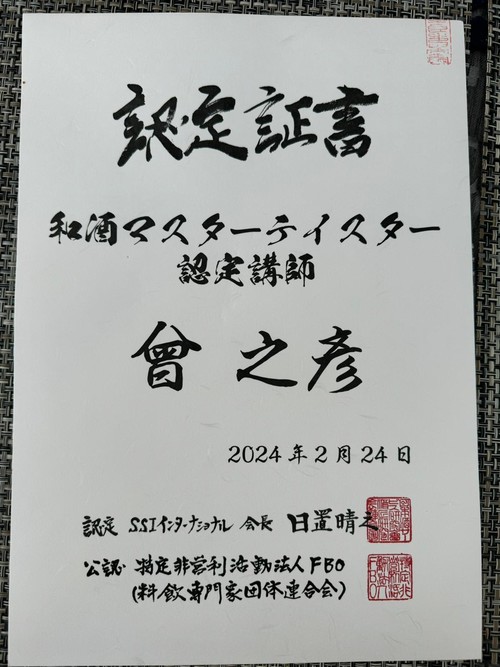 認定証書
和酒マスターテイスター
認定講師
曾 之彦
2024年2月24日
認定 SSIインターナショナル 会長 日置晴之
公認 特定非営利活動法人FBO
(料飲専門家団体連合会)